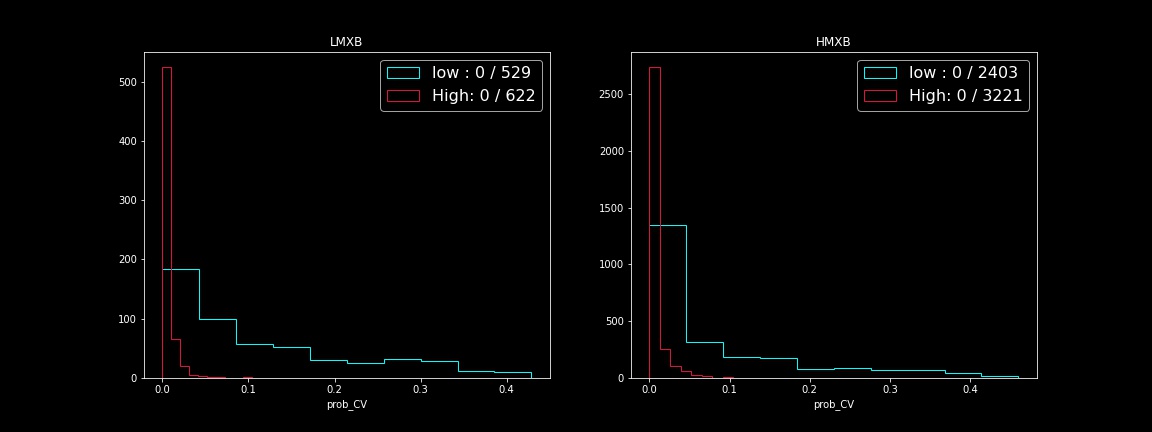 LMXB
low : 0 / 529
High: 0 / 622
500
400
300
200
100
0
0.0 0.1 0.2 0.3 0.4
prob_CV
HMXB
low : 0 / 2403
High: 0 / 3221
2500
2000
1500
1000
500
0
0.0 0.1 0.2 0.3 0.4
prob_CV